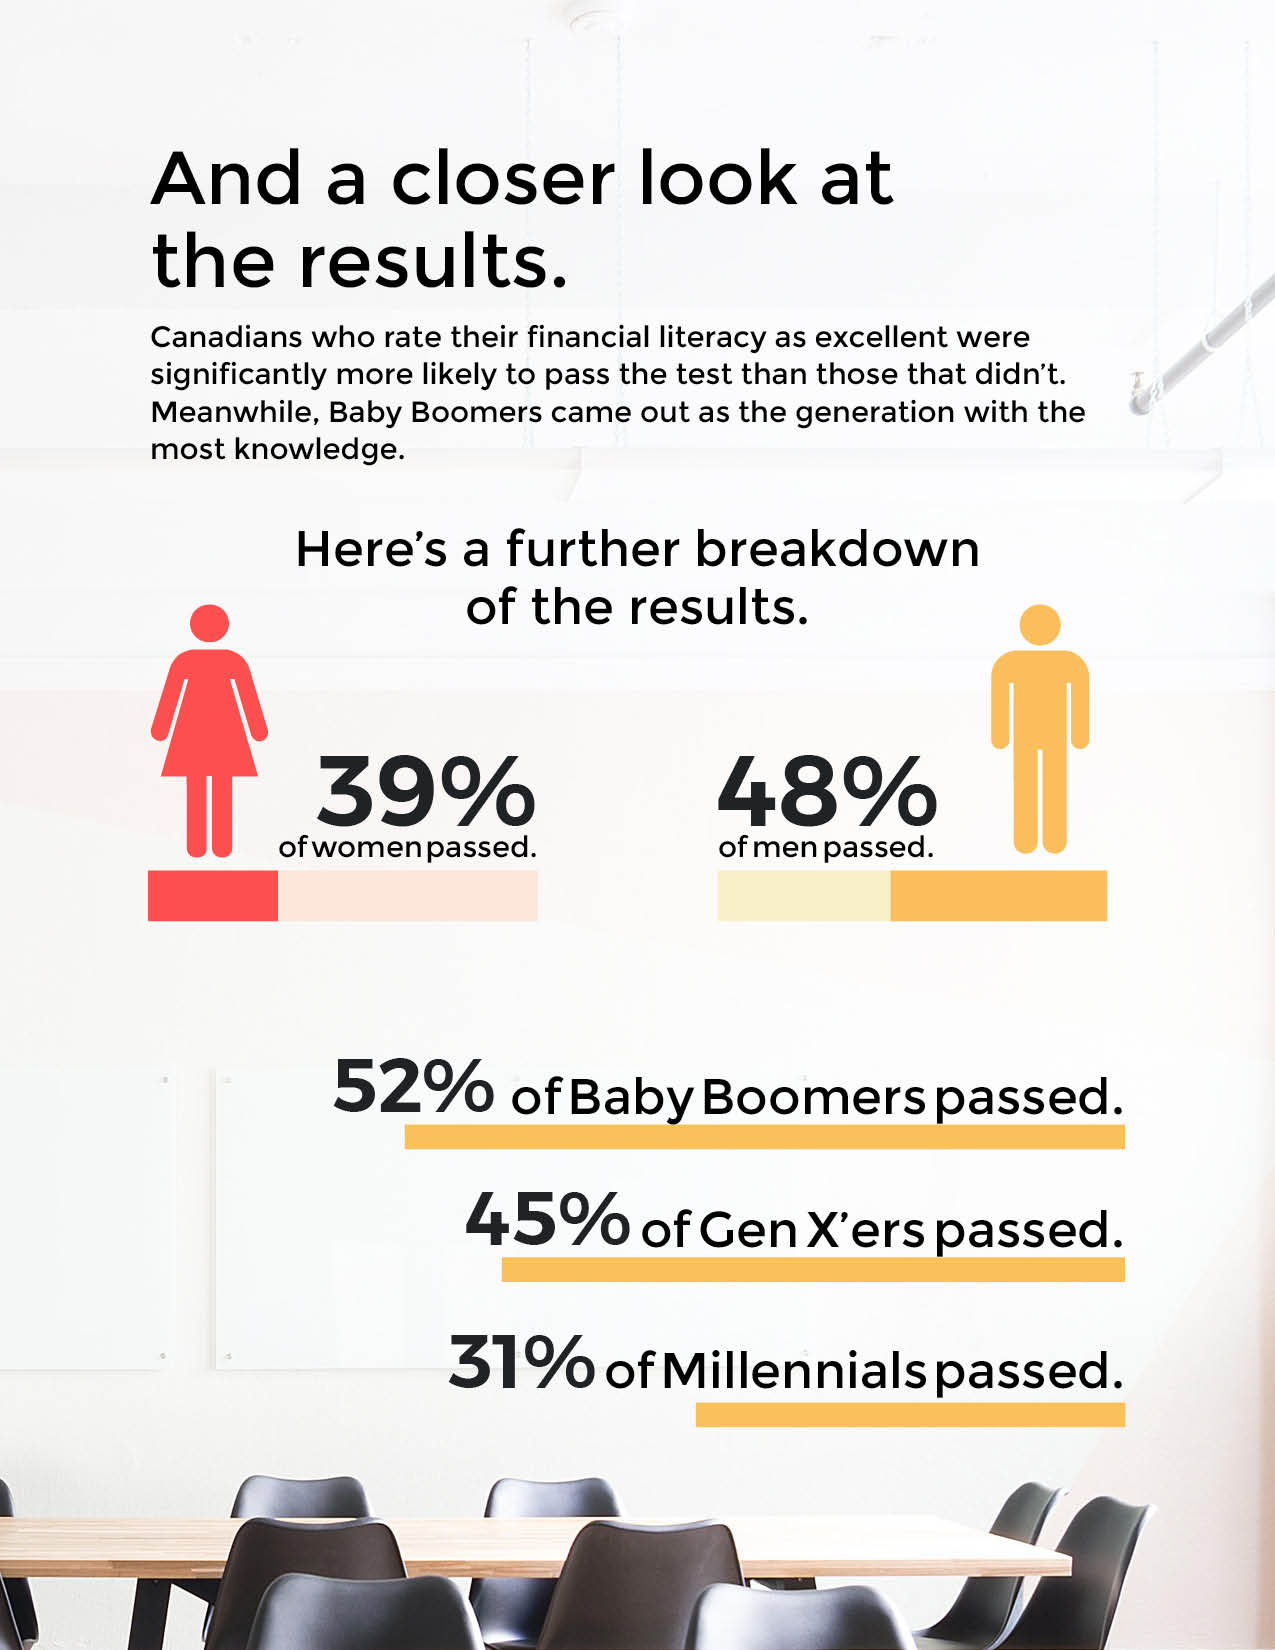 And a closer look at
the results.
Canadians who rate their financial literacy as excellent were
significantly more likely to pass the test than those that didn’t.
Meanwhile, Baby Boomers came out as the generation with the
most knowledge.
Here’s a further breakdown
of the results.
39%
of women passed.
48%
of men passed.
52% of Baby Boomers passed.
45% of Gen X’ers passed.
31% of Millennials passed.